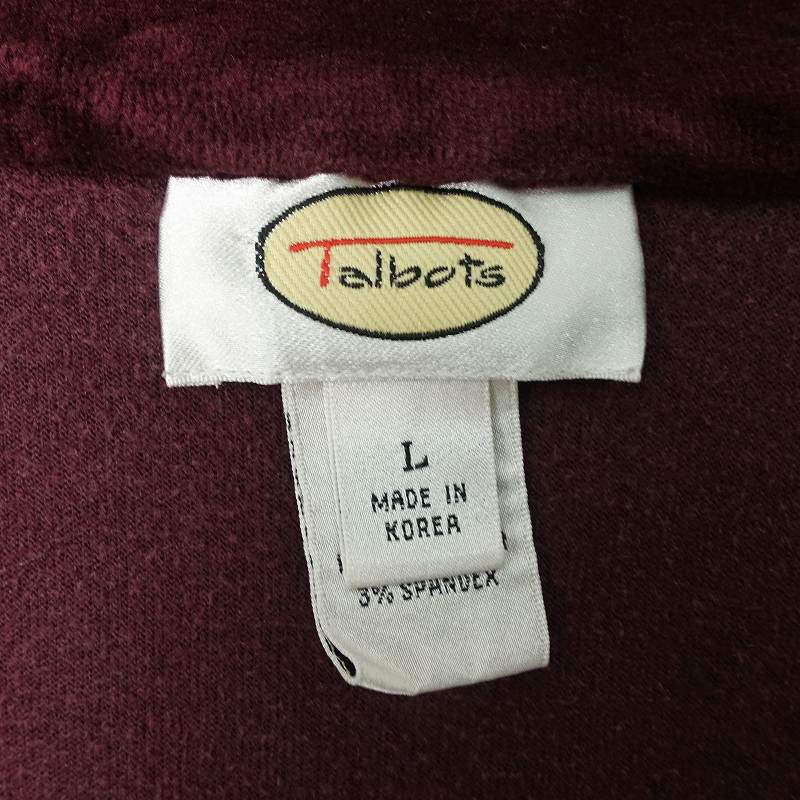 Talbots
L
MADE IN
KOREA
3% SPANDEX